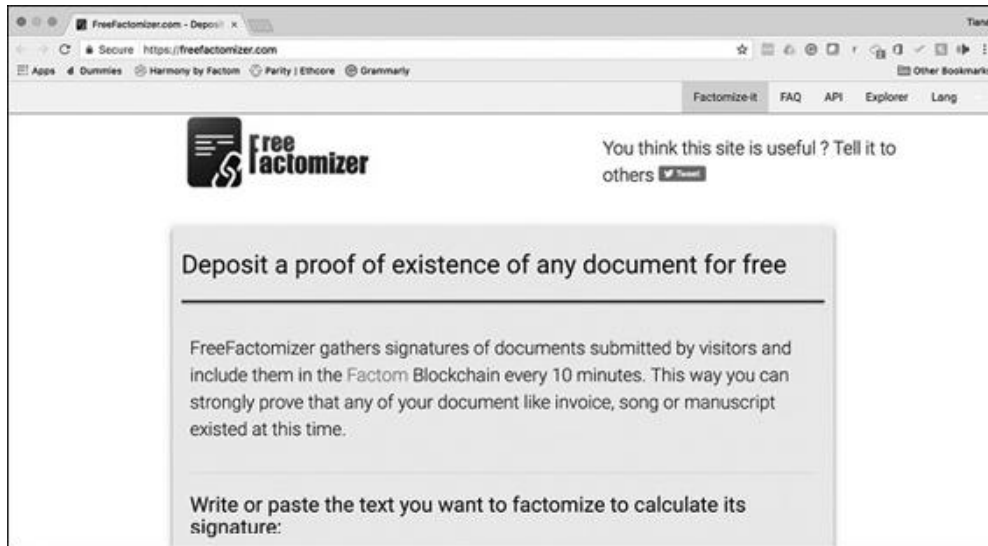 FreeFactomizer.com - Deposit
Tiane
Secure https://freefactomizer.com
Apps Dummies Harmony by Factom Parity | Ethcore Grammarly Other Bookmarks
Factomize-it FAQ API Explorer Lang
Free
Factomizer
You think this site is useful ? Tell it to
others Tweet
Deposit a proof of existence of any document for free
FreeFactomizer gathers signatures of documents submitted by visitors and
include them in the Factom Blockchain every 10 minutes. This way you can
strongly prove that any of your document like invoice, song or manuscript
existed at this time.
Write or paste the text you want to factomize to calculate its
signature: